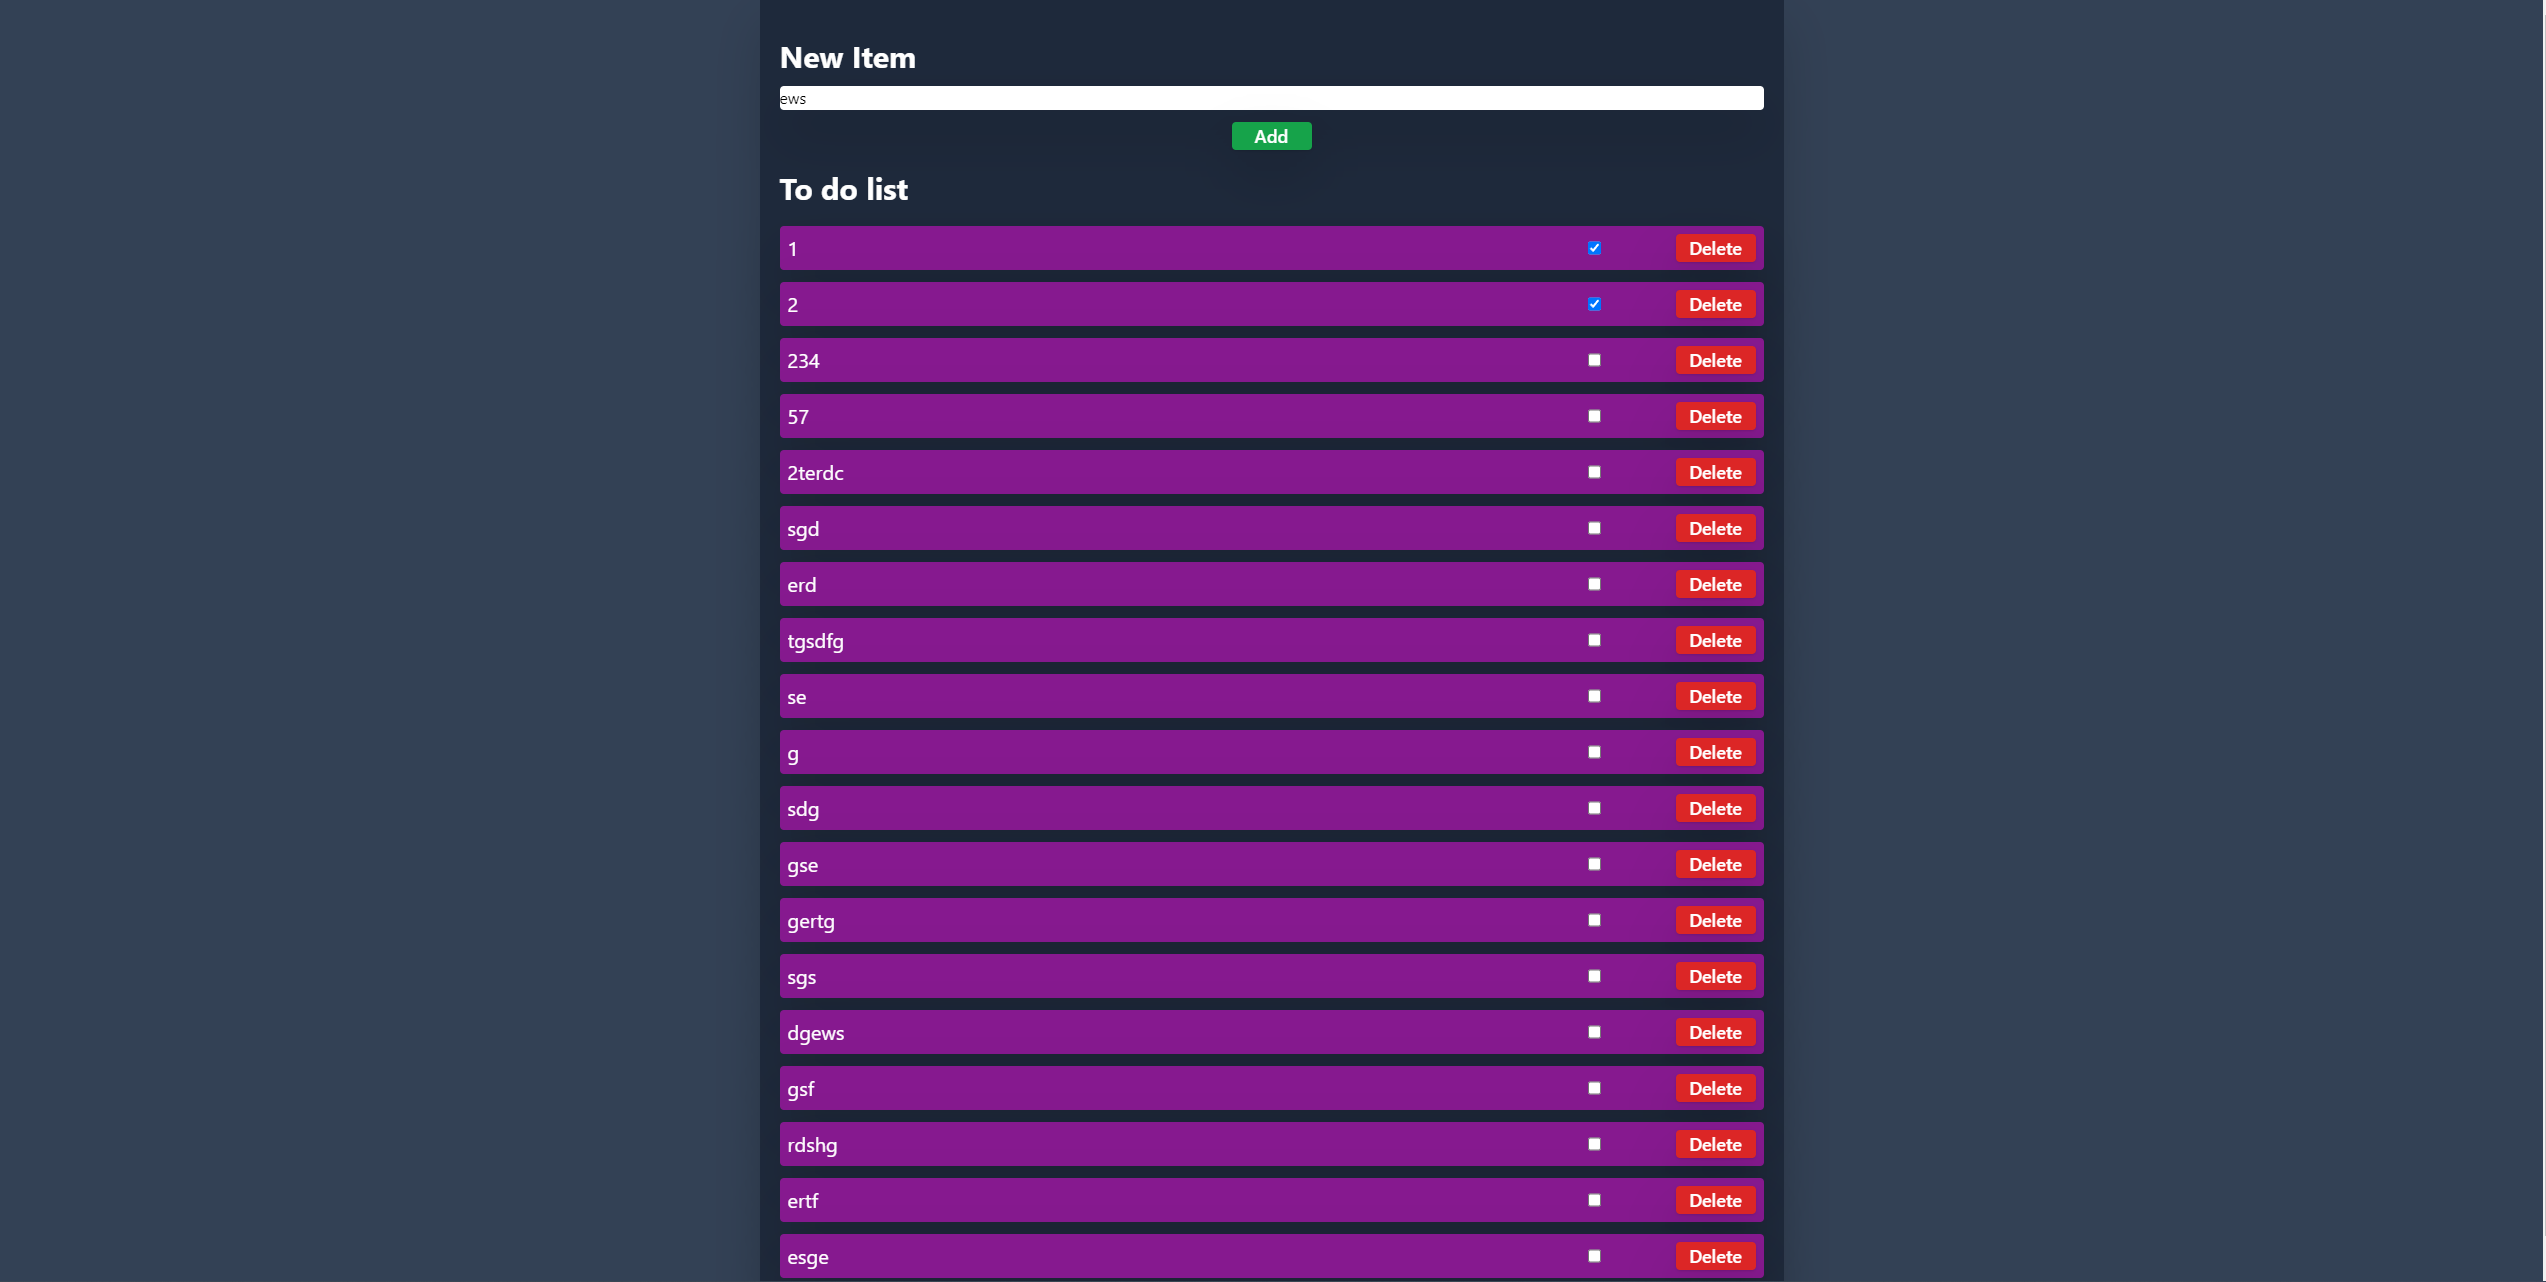 New Item
ews
Add
To do list
1 Delete
2 Delete
234 Delete
57 Delete
2terdc Delete
sgd Delete
erd Delete
tgsdfg Delete
se Delete
g Delete
sdg Delete
gse Delete
gertg Delete
sgs Delete
dgews Delete
gsf Delete
rdshg Delete
ertf Delete
esge Delete